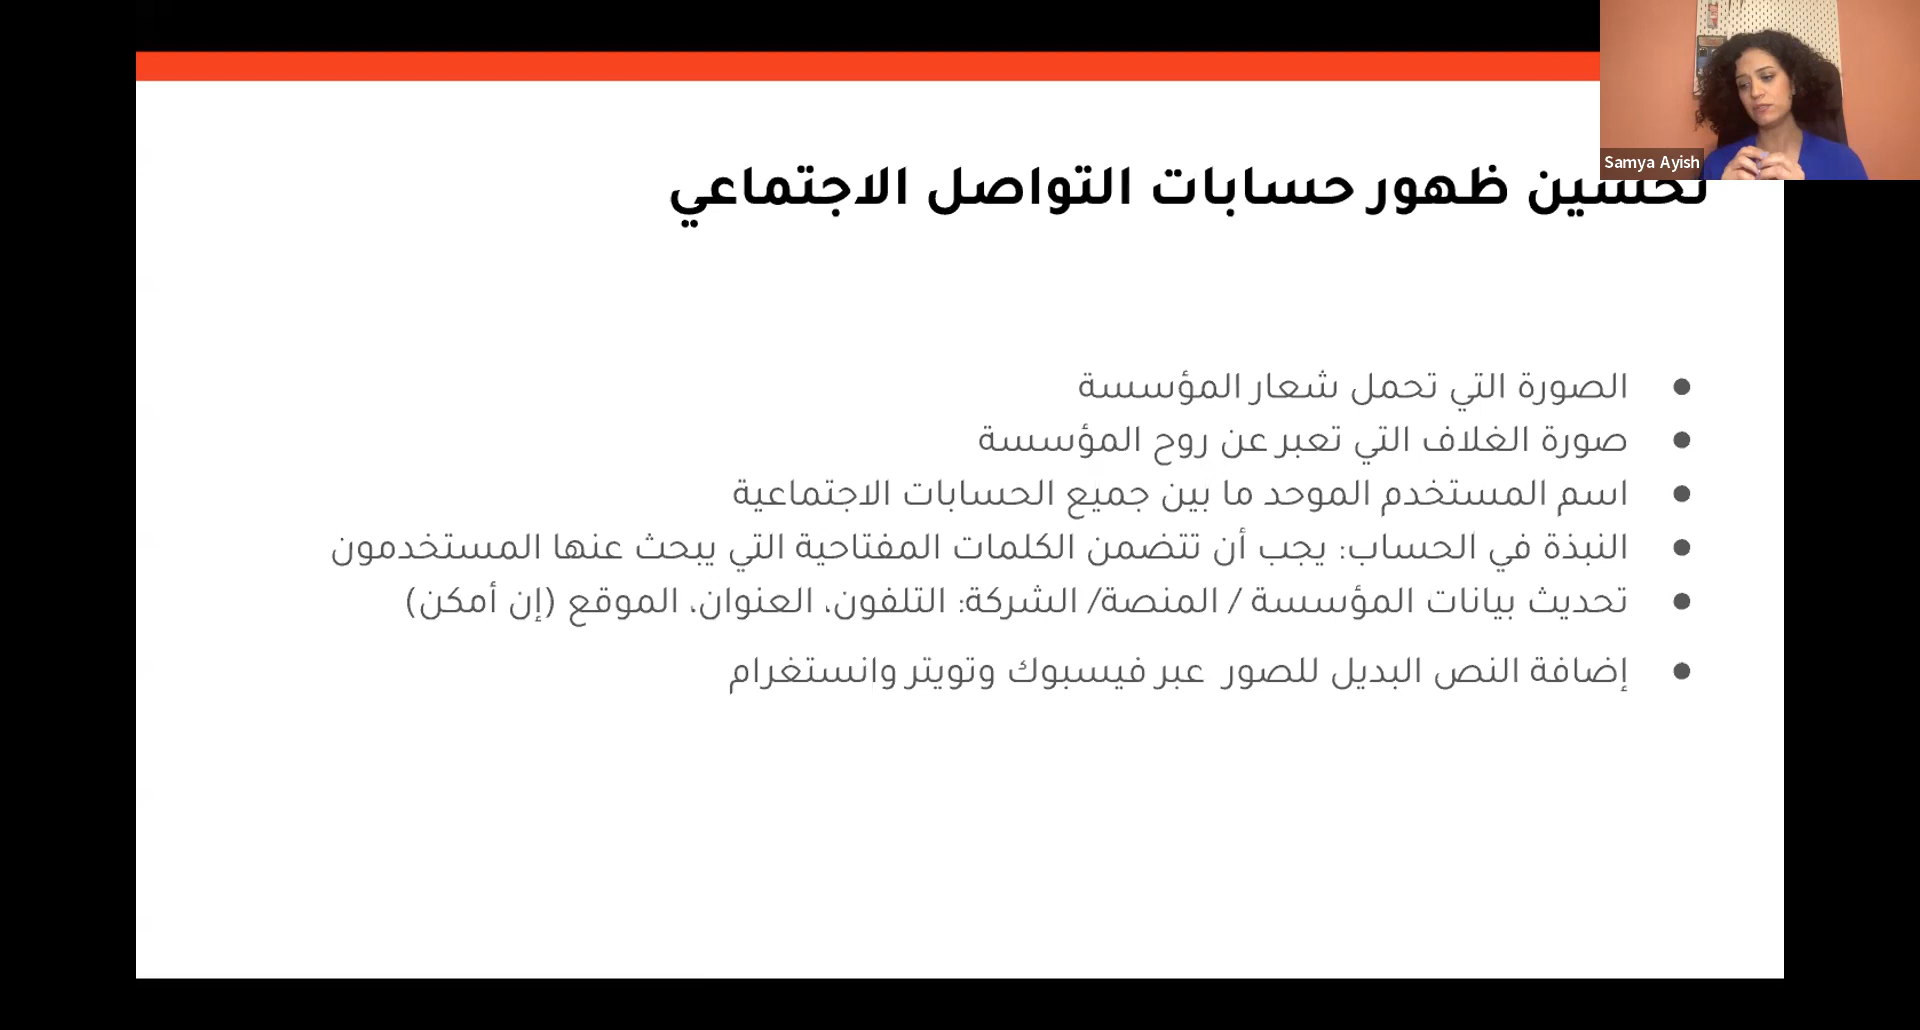 Samya Ayish
تحسين ظهور حسابات التواصل الاجتماعي
● الصورة التي تحمل شعار المؤسسة
● صورة الغلاف التي تعبر عن روح المؤسسة
● اسم المستخدم الموحد ما بين جميع الحسابات الاجتماعية
● النبذة في الحساب: يجب أن تتضمن الكلمات المفتاحية التي يبحث عنها المستخدمون
● تحديث بيانات المؤسسة / المنصة/ الشركة: التلفون، العنوان، الموقع (إن أمكن)
● إضافة النص البديل للصور عبر فيسبوك وتويتر وانستغرام